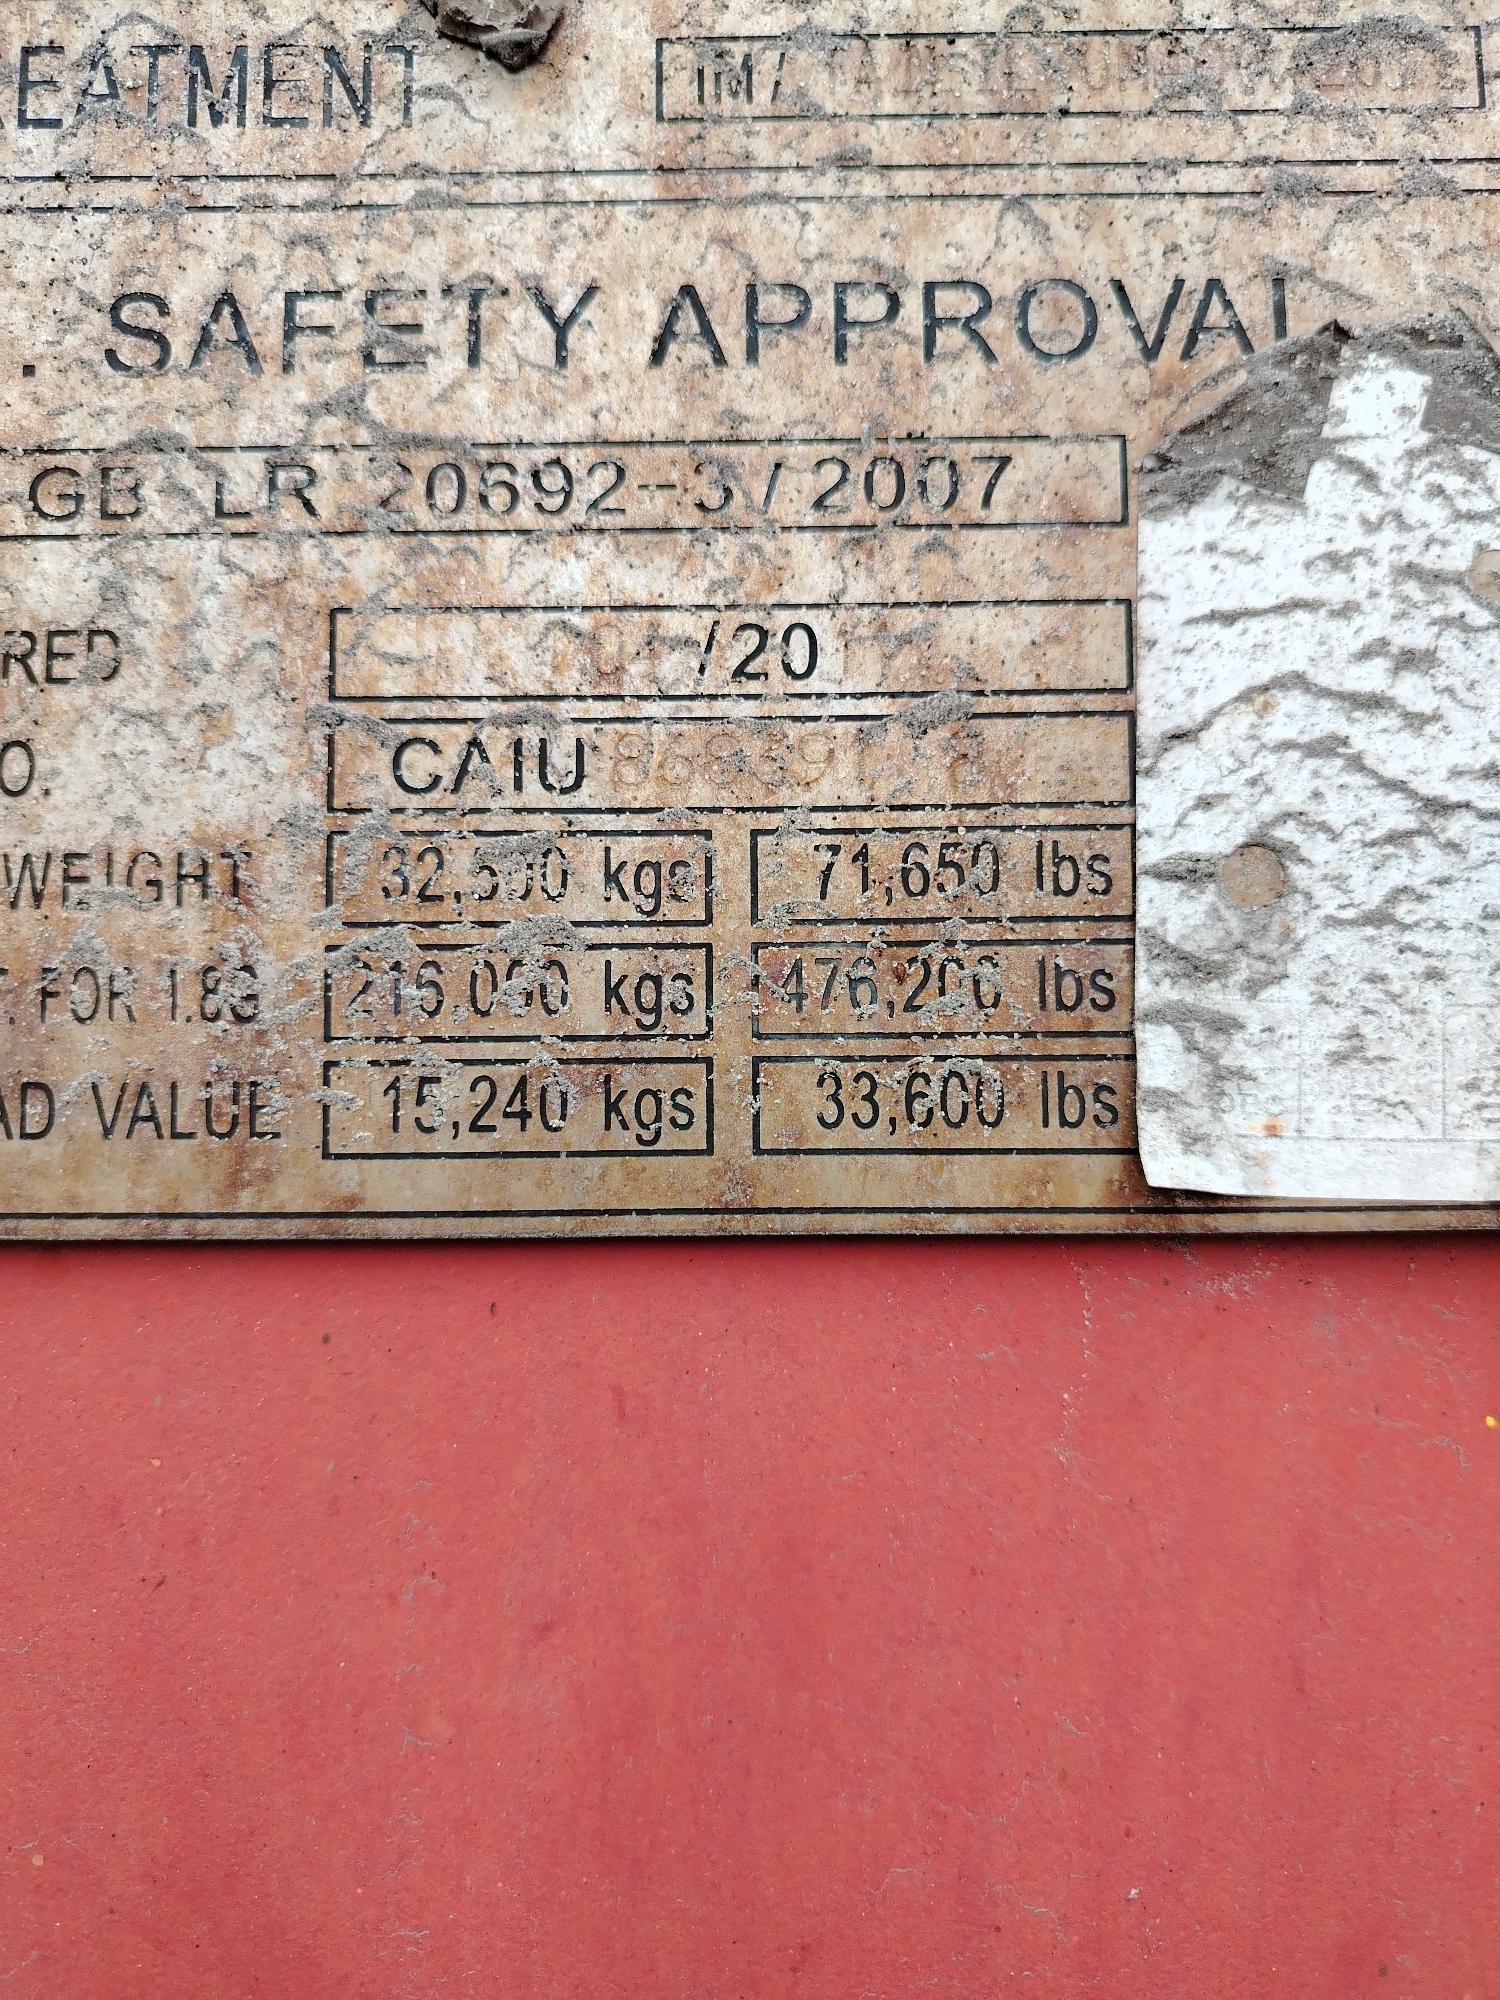 EATMENT IM/
. SAFETY APPROVAL
GB LR 20692-3/2007
RED /20
O. CAIU
WEIGHT 32,500 kgs 71,650 lbs
. FOR 1.8G 216,000 kgs 476,200 lbs
AD VALUE 15,240 kgs 33,600 lbs